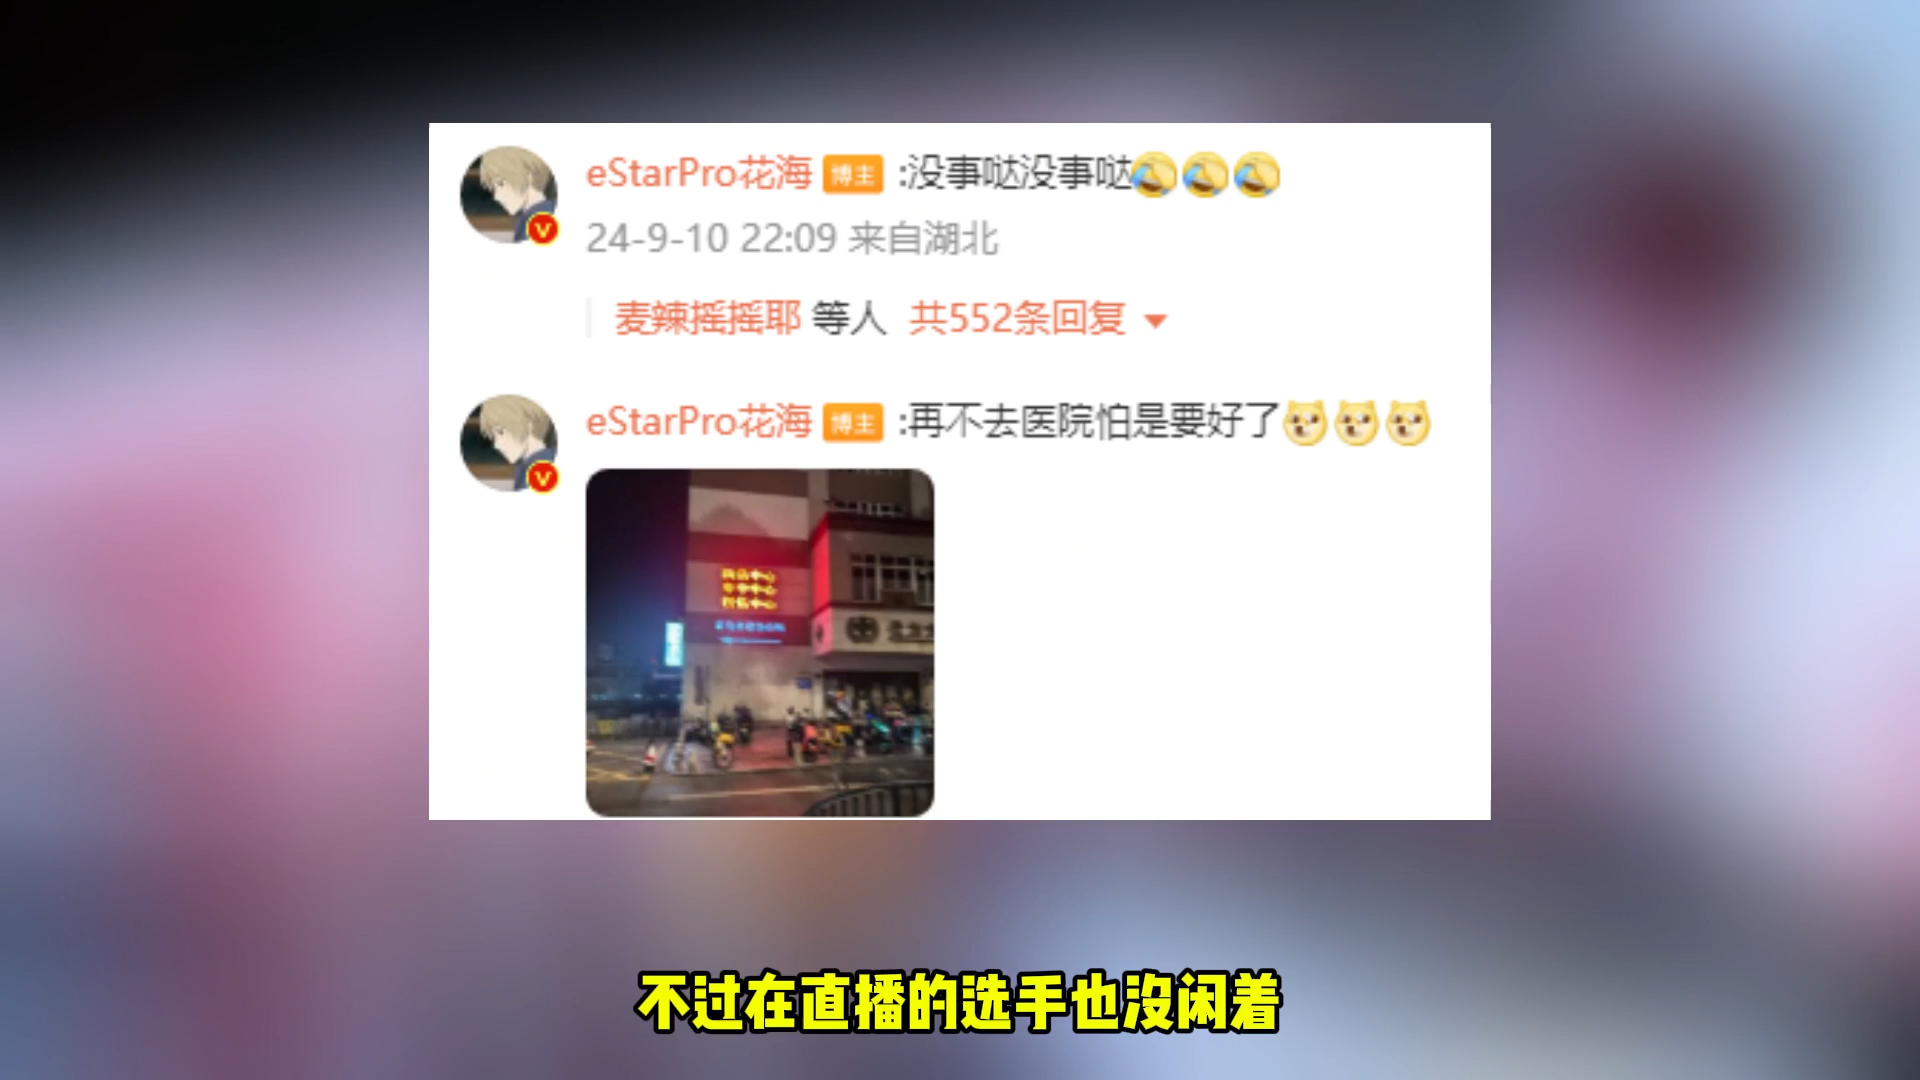 eStarPro花海 博主 :没事哒没事哒
24-9-10 22:09 来自湖北
麦辣摇摇耶 等人 共552条回复
eStarPro花海 博主 :再不去医院怕是要好了
不过在直播的选手也没闲着